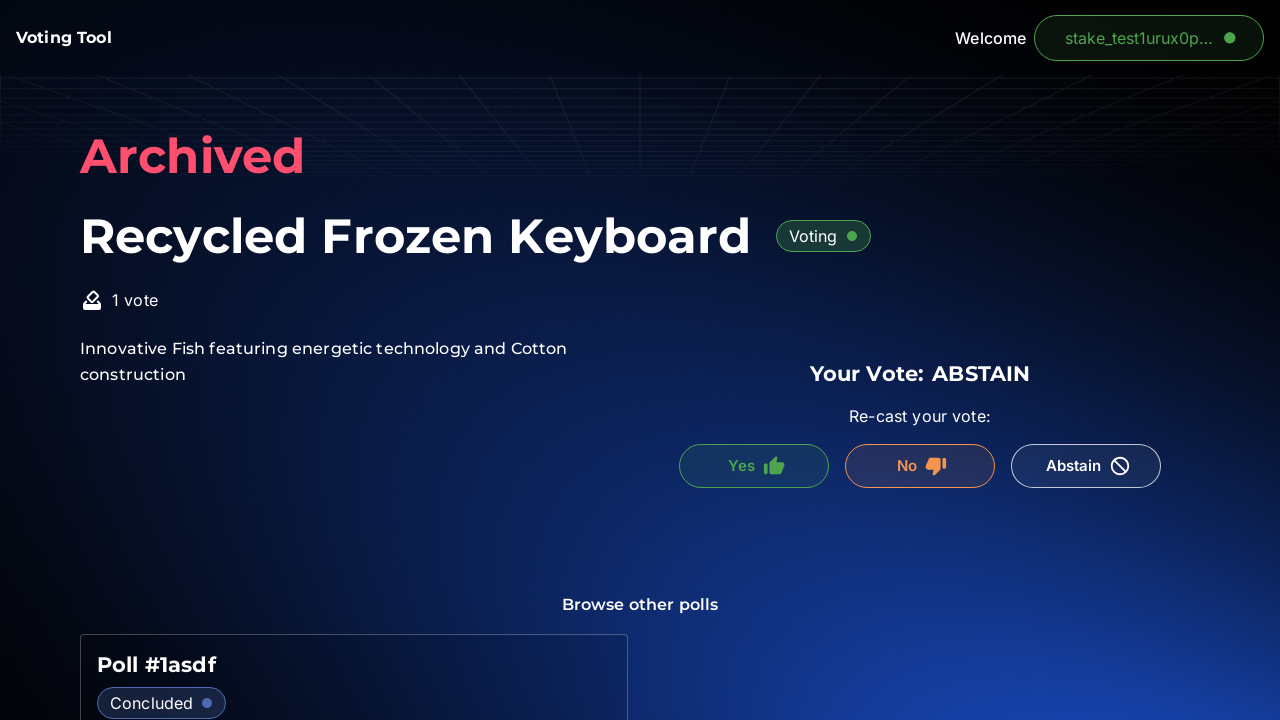 Voting Tool
Welcome
stake_test1urux0p...
Archived
Recycled Frozen Keyboard
Voting
1 vote
Innovative Fish featuring energetic technology and Cotton
construction
Your Vote: ABSTAIN
Re-cast your vote:
Yes
No
Abstain
Browse other polls
Poll #1asdf
Concluded